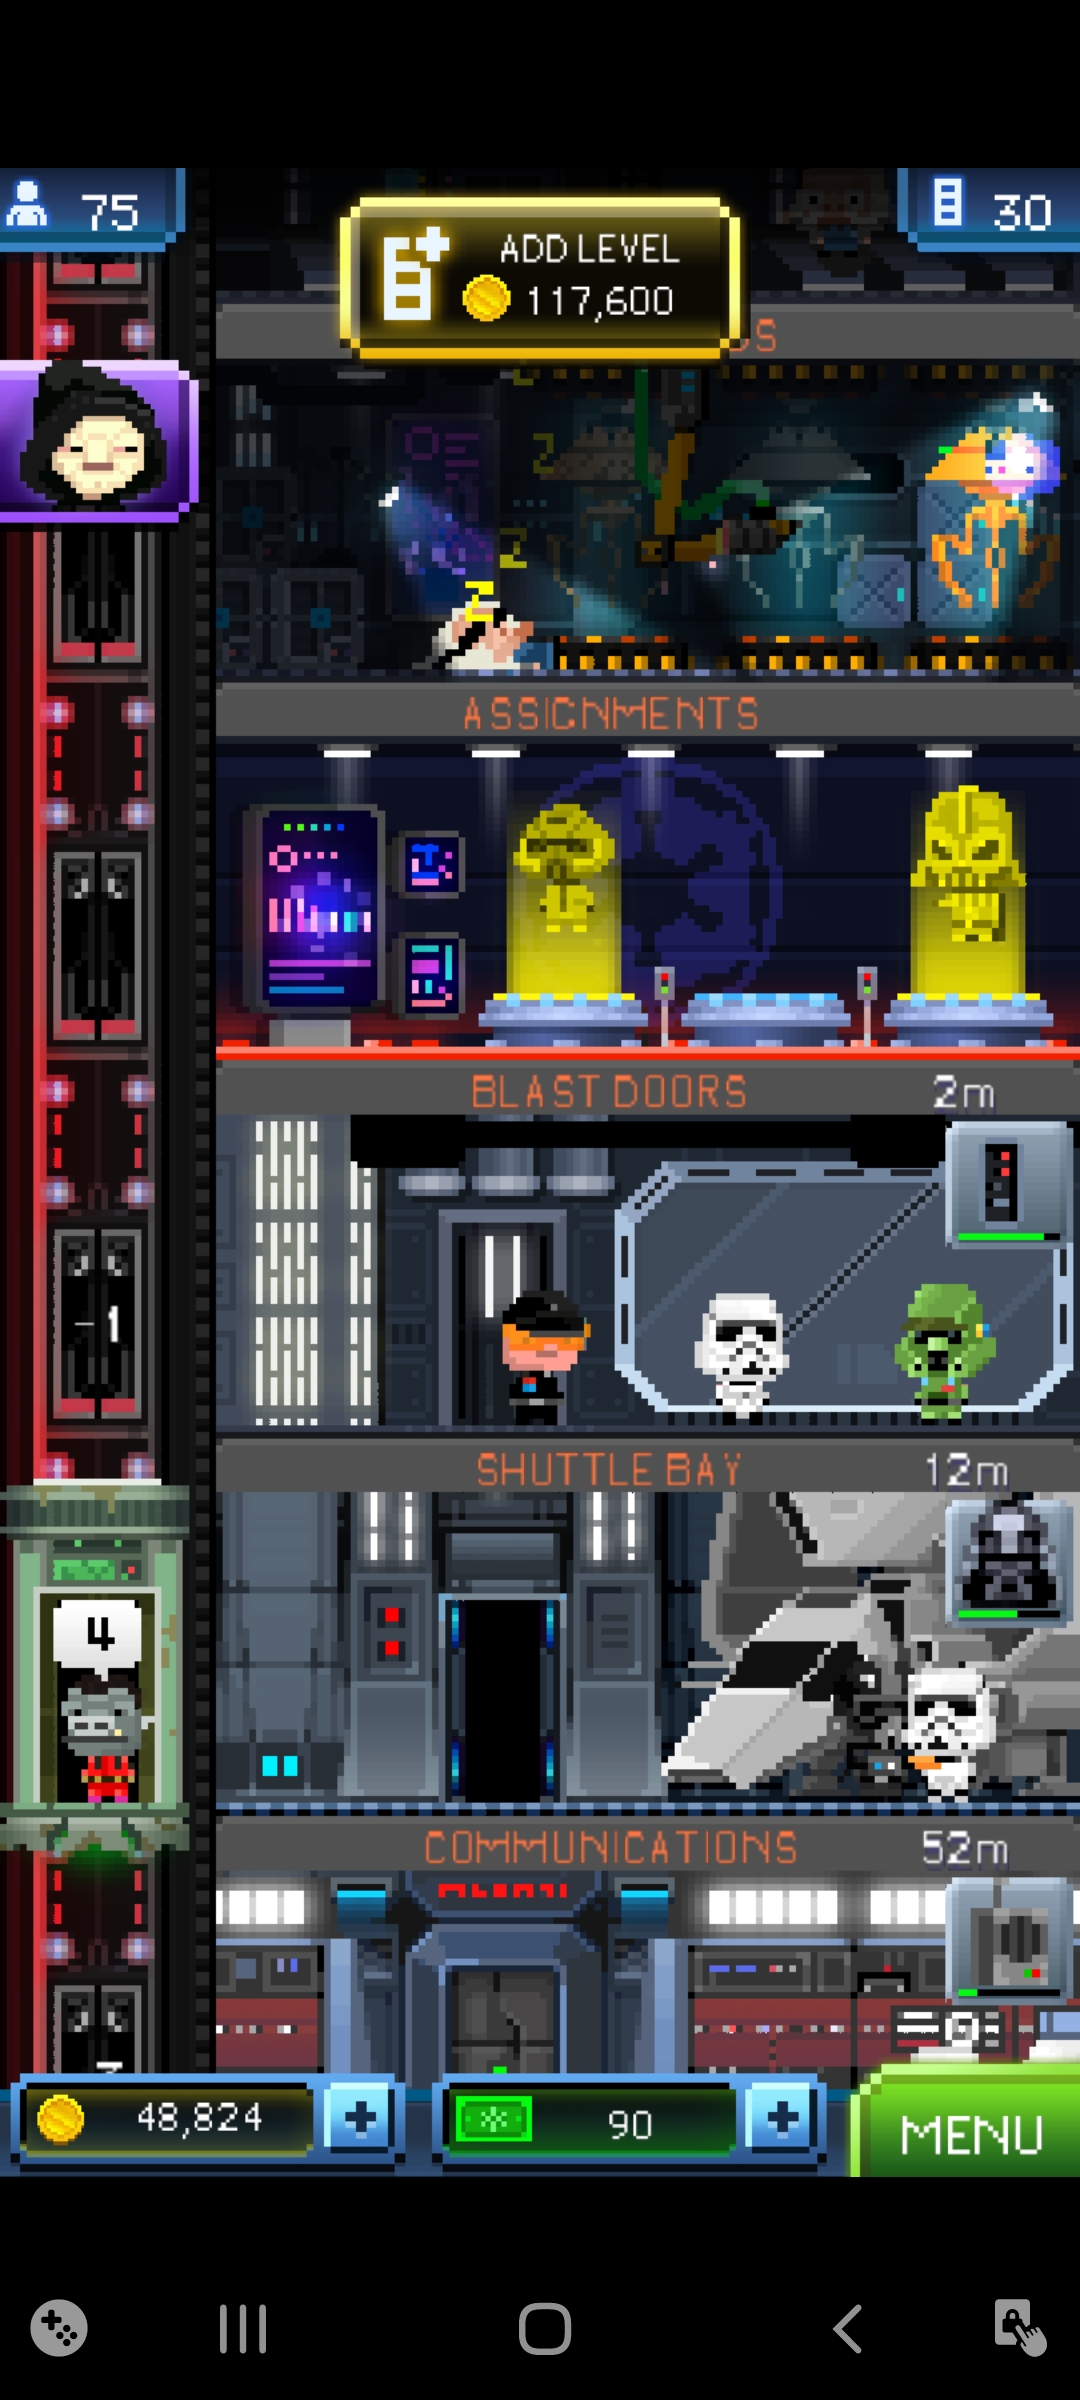 75
ADD LEVEL
117,600
30
DS
Z
Z
Z
ASSIGNMENTS
BLAST DOORS 2m
-1
SHUTTLE BAY 12m
4
COMMUNICATIONS 52m
48,824
90
MENU